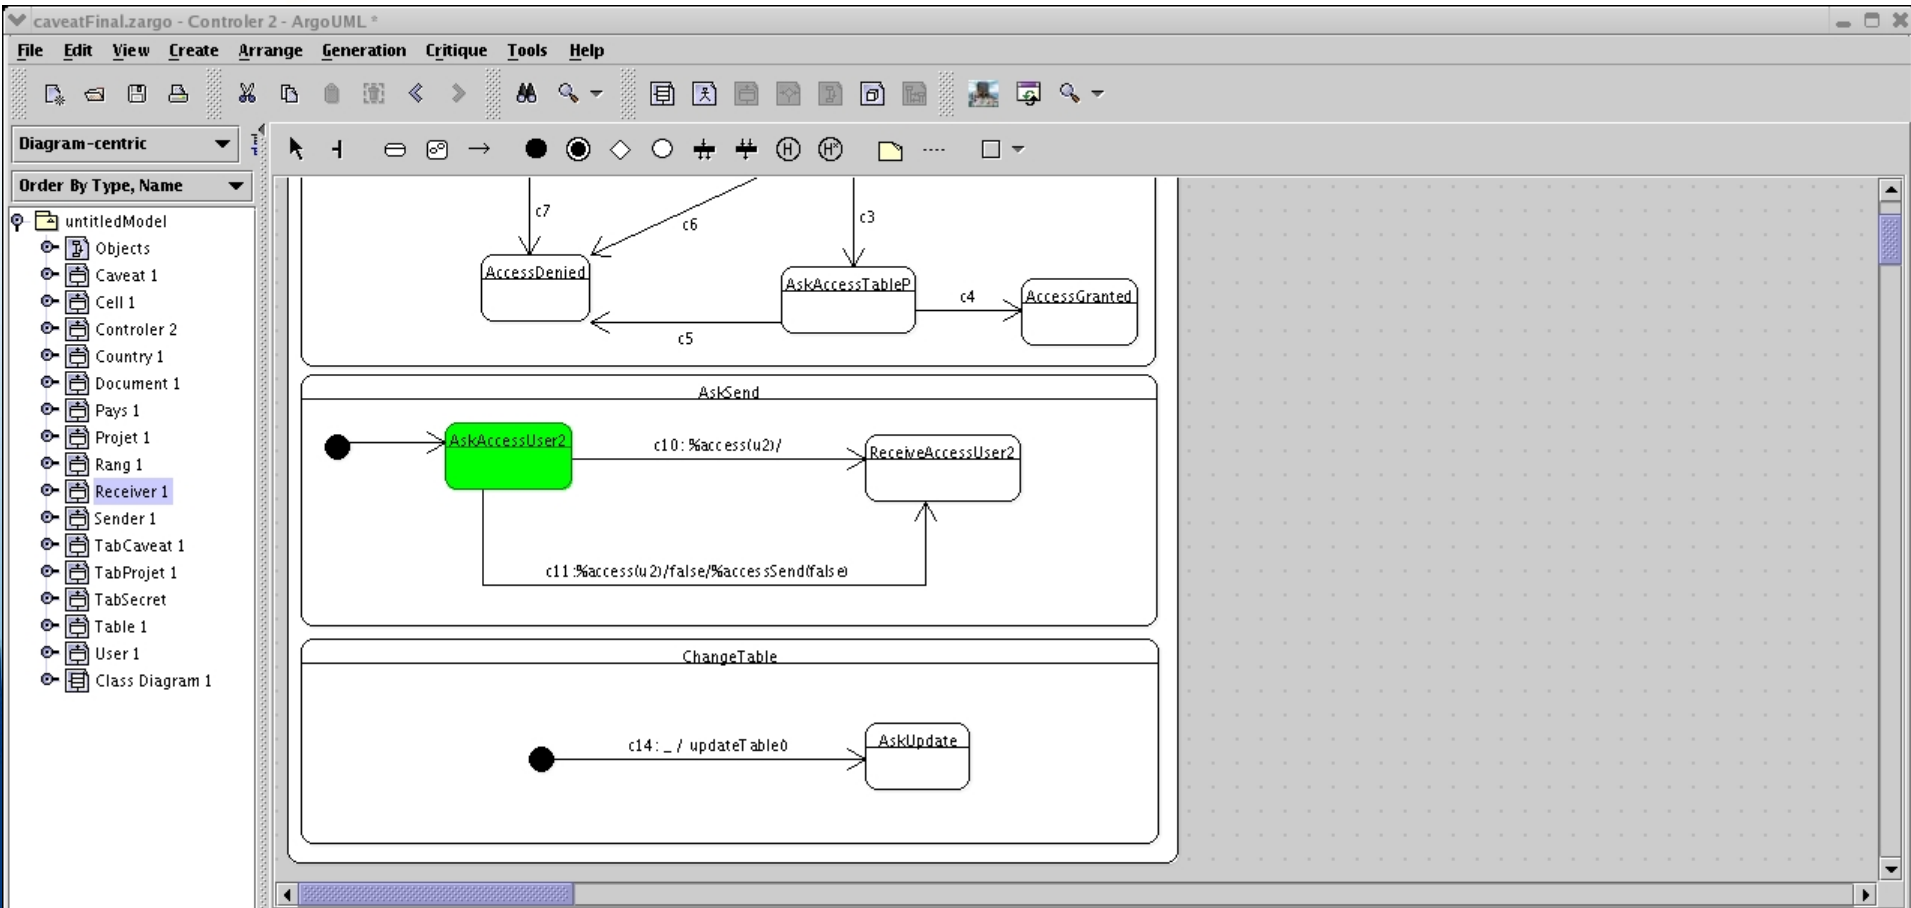 caveatFinal.zargo - Controler 2 - ArgoUML *
File Edit View Create Arrange Generation Critique Tools Help
Diagram-centric
Order By Type, Name
untitledModel
Objects
Caveat 1
Cell 1
Controler 2
Country 1
Document 1
Pays 1
Projet 1
Rang 1
Receiver 1
Sender 1
TabCaveat 1
TabProjet 1
TabSecret
Table 1
User 1
Class Diagram 1
c7
c6
c3
AccessDenied
AskAccessTableP
c4
AccessGranted
c5
AskSend
AskAccessUser2
c10: %access(u2)/
ReceiveAccessUser2
c11:%access(u2)/false/%accessSend(false)
ChangeTable
c14: _ / updateTable()
AskUpdate